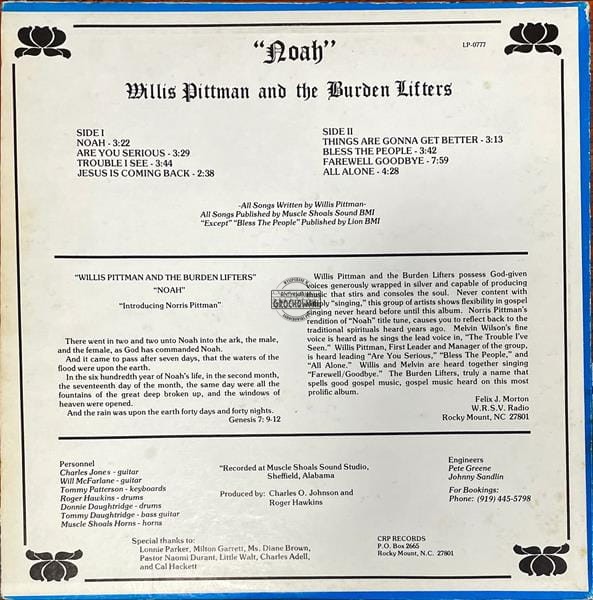 "Noah"
LP-0777
Willis Pittman and the Burden Lifters
SIDE I
NOAH - 3:22
ARE YOU SERIOUS - 3:29
TROUBLE I SEE - 3:44
JESUS IS COMING BACK - 2:38
SIDE II
THINGS ARE GONNA GET BETTER - 3:13
BLESS THE PEOPLE - 3:42
FAREWELL GOODBYE - 7:59
ALL ALONE - 4:28
-All Songs Written by Willis Pittman-
All Songs Published by Muscle Shoals Sound BMI
"Except" "Bless The People" Published by Lion BMI
"WILLIS PITTMAN AND THE BURDEN LIFTERS"
"NOAH"
"Introducing Norris Pittman"
There went in two and two unto Noah into the ark, the male,
and the female, as God has commanded Noah.
And it came to pass after seven days, that the waters of the
flood were upon the earth.
In the six hundredth year of Noah's life, in the second month,
the seventeenth day of the month, the same day were all the
fountains of the great deep broken up, and the windows of
heaven were opened.
And the rain was upon the earth forty days and forty nights.
Genesis 7; 9-12
Willis Pittman and the Burden Lifters possess God-given
voices generously wrapped in silver and capable of producing
music that stirs and consoles the soul. Never content with
simply "singing," this group of artists shows flexibility in gospel
singing never heard before until this album. Norris Pittman's
rendition of "Noah" title tune, causes you to reflect back to the
traditional spirituals heard years ago. Melvin Wilson's fine
voice is heard as he sings the lead voice in, "The Trouble I've
Seen." Willis Pittman, First Leader and Manager of the group,
is heard leading "Are You Serious," "Bless The People," and
"All Alone." Willis and Melvin are heard together singing
"Farewell/Goodbye." The Burden Lifters, truly a name that
spells good gospel music, gospel music heard on this most
prolific album.
Felix J. Morton
W.R.S.V. Radio
Rocky Mount, NC 27801
GROCHOWSKI
Personnel
Charles Jones - guitar
Will McFarlane - guitar
Tommy Patterson - keyboards
Roger Hawkins - drums
Donnie Daughtridge - drums
Tommy Daughtridge - bass guitar
Muscle Shoals Horns - horns
"Recorded at Muscle Shoals Sound Studio,
Sheffield, Alabama
Produced by: Charles O. Johnson and
Roger Hawkins
Engineers
Pete Greene
Johnny Sandlin
For Bookings:
Phone: (919) 445-5798
Special thanks to:
Lonnie Parker, Milton Garrett, Ms. Diane Brown,
Pastor Naomi Durant, Little Walt, Charles Adell,
and Cal Hackett
CRP RECORDS
P.O. Box 2665
Rocky Mount, N.C. 27801